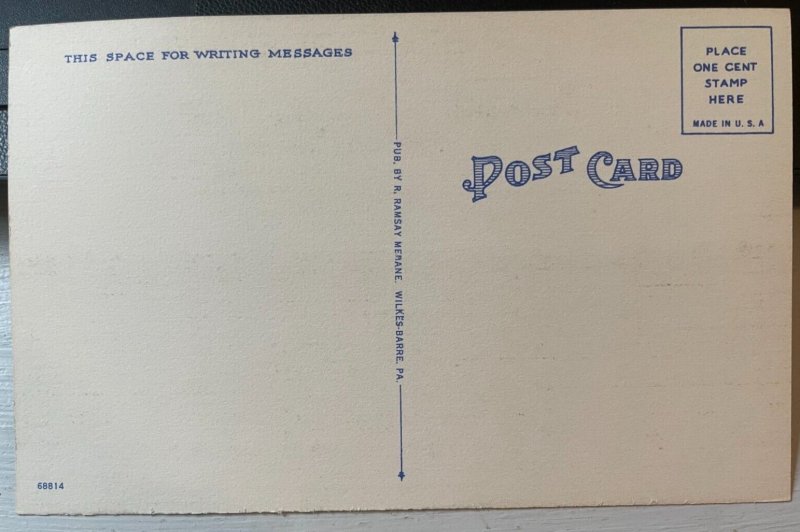 THIS SPACE FOR WRITING MESSAGES
PLACE
ONE CENT
STAMP
HERE
MADE IN U. S. A
POST CARD
PUB. BY R. RAMSAY MEBANE. WILKES-BARRE, PA.
68814